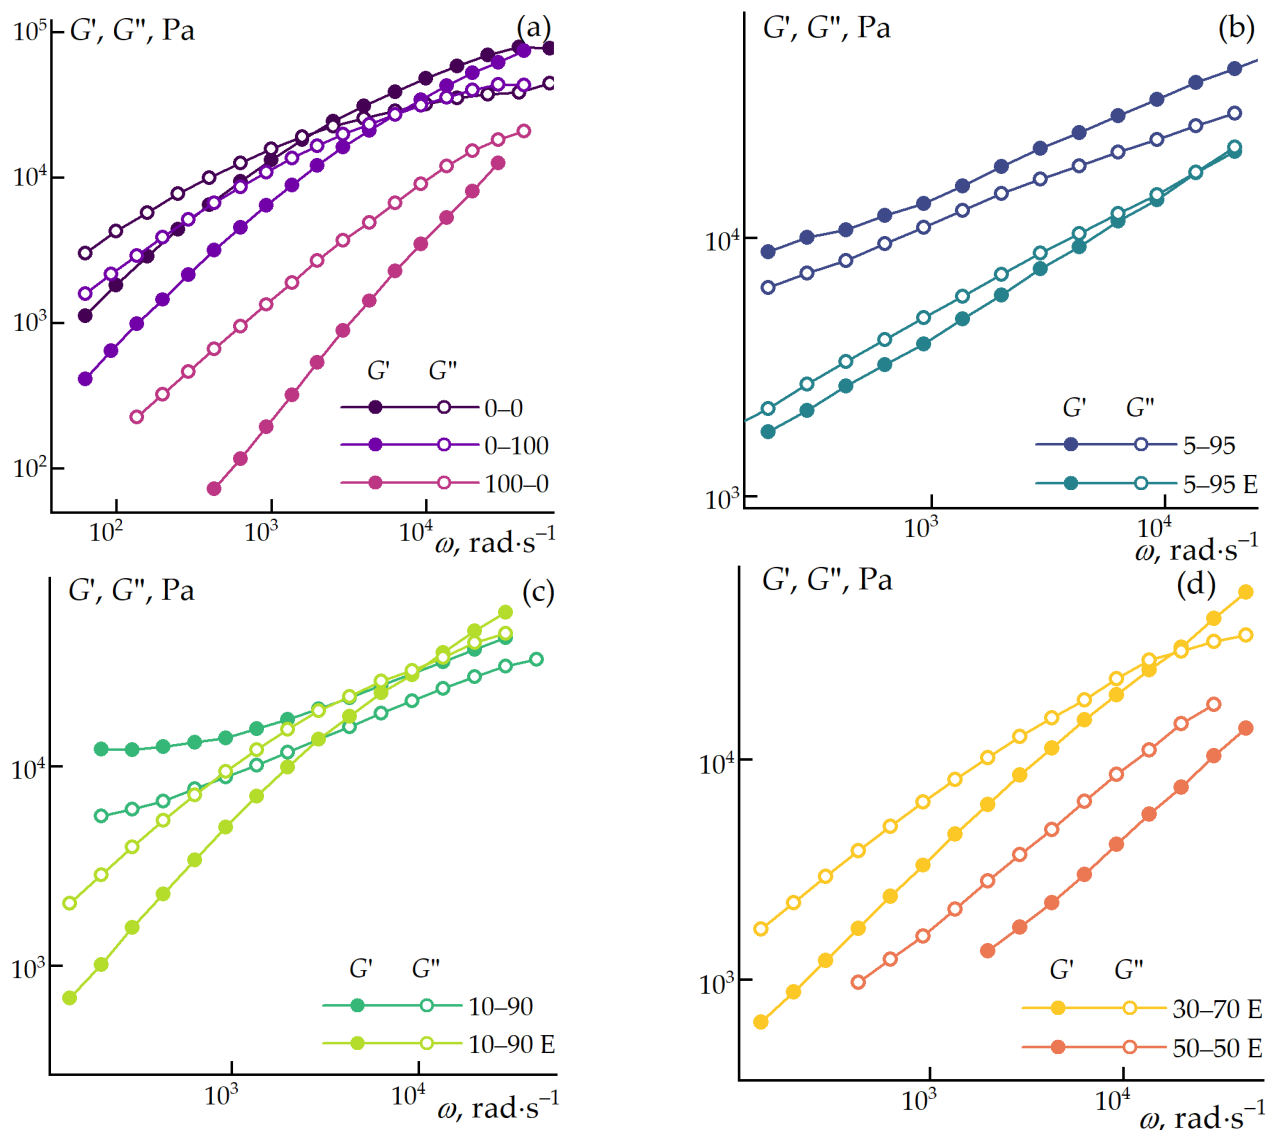 G', G'', Pa
(a)
10⁵
10⁴
10³
10²
G' G''
0–0
0–100
100–0
10² 10³ 10⁴
ω, rad·s⁻¹
G', G'', Pa
(b)
10⁴
10³
G' G''
5–95
5–95 E
10³ 10⁴
ω, rad·s⁻¹
G', G'', Pa
(c)
10⁴
10³
G' G''
10–90
10–90 E
10³ 10⁴
ω, rad·s⁻¹
G', G'', Pa
(d)
10⁴
10³
G' G''
30–70 E
50–50 E
10³ 10⁴
ω, rad·s⁻¹